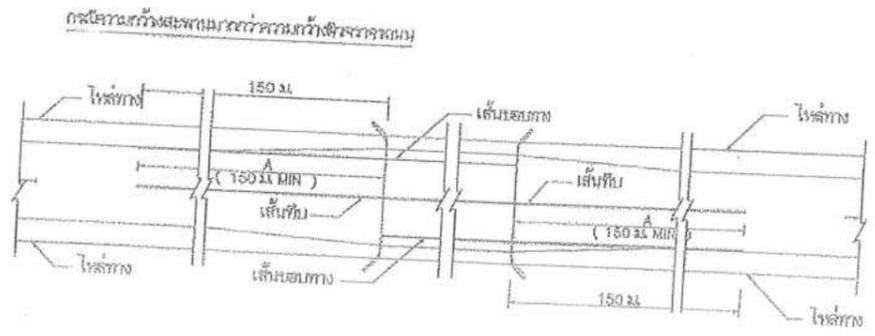 กรณีความกว้างสะพานมากกว่าความกว้างผิวจราจรถนน
150 ม.
ไหล่ทาง
เส้นขอบทาง
ไหล่ทาง
A
( 150 ม. MIN )
เส้นทึบ
เส้นทึบ
A
( 150 ม. MIN )
ไหล่ทาง
เส้นขอบทาง
150 ม.
ไหล่ทาง